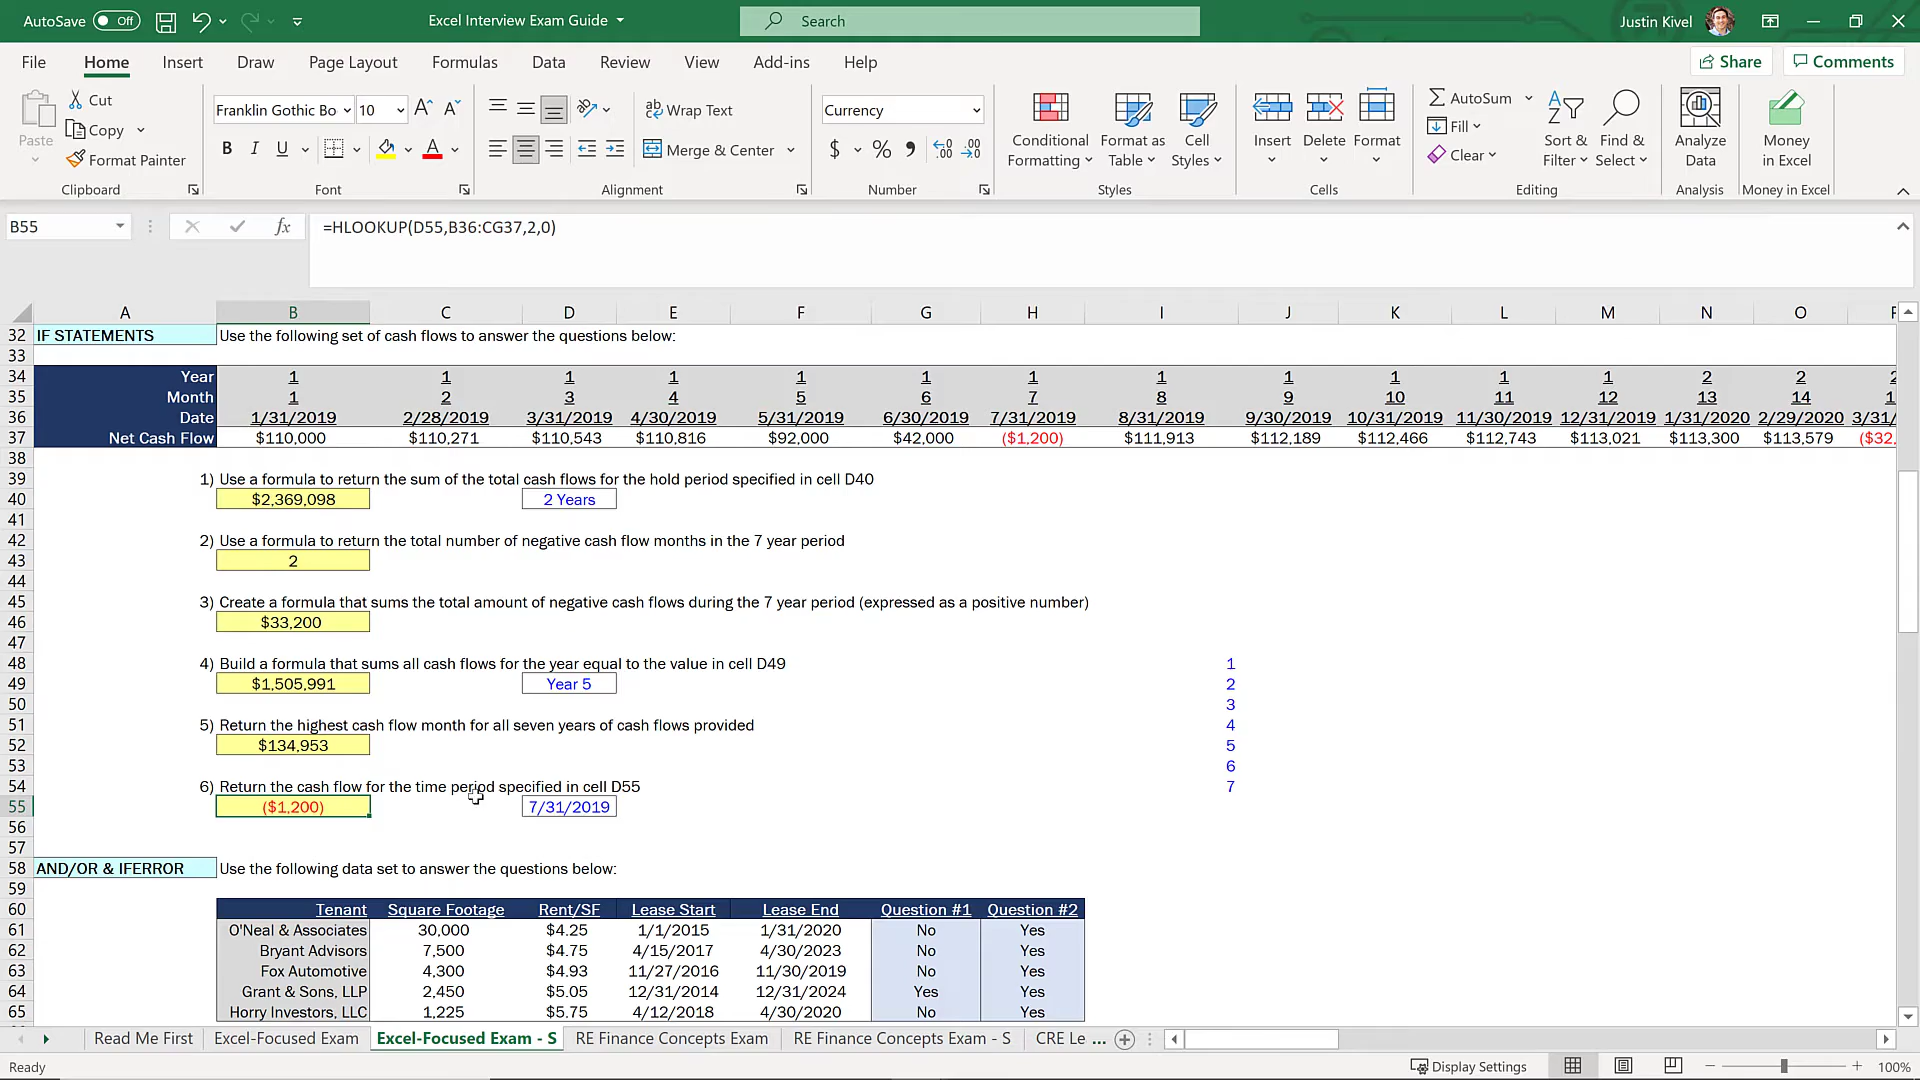 AutoSave Off Excel Interview Exam Guide Search Justin Kivel
File Home Insert Draw Page Layout Formulas Data Review View Add-ins Help Share Comments
Paste Cut Copy Format Painter Clipboard
Franklin Gothic Bo 10 B I U A Font
Wrap Text Merge & Center Alignment
Currency $ % Number
Conditional Formatting Format as Table Cell Styles Styles
Insert Delete Format Cells
AutoSum Fill Clear Sort & Filter Find & Select Editing
Analyze Data Analysis
Money in Excel Money in Excel
B55 fx =HLOOKUP(D55,B36:CG37,2,0)
A B C D E F G H I J K L M N O
32 IF STATEMENTS Use the following set of cash flows to answer the questions below:
33
34 Year 1 1 1 1 1 1 1 1 1 1 1 1 2 2 2
35 Month 1 2 3 4 5 6 7 8 9 10 11 12 13 14 1
36 Date 1/31/2019 2/28/2019 3/31/2019 4/30/2019 5/31/2019 6/30/2019 7/31/2019 8/31/2019 9/30/2019 10/31/2019 11/30/2019 12/31/2019 1/31/2020 2/29/2020 3/31/
37 Net Cash Flow $110,000 $110,271 $110,543 $110,816 $92,000 $42,000 ($1,200) $111,913 $112,189 $112,466 $112,743 $113,021 $113,300 $113,579 ($32,
38
39 1) Use a formula to return the sum of the total cash flows for the hold period specified in cell D40
40 $2,369,098 2 Years
41
42 2) Use a formula to return the total number of negative cash flow months in the 7 year period
43 2
44
45 3) Create a formula that sums the total amount of negative cash flows during the 7 year period (expressed as a positive number)
46 $33,200
47
48 4) Build a formula that sums all cash flows for the year equal to the value in cell D49 1
49 $1,505,991 Year 5 2
50 3
51 5) Return the highest cash flow month for all seven years of cash flows provided 4
52 $134,953 5
53 6
54 6) Return the cash flow for the time period specified in cell D55 7
55 ($1,200) 7/31/2019
56
57
58 AND/OR & IFERROR Use the following data set to answer the questions below:
59
60 Tenant Square Footage Rent/SF Lease Start Lease End Question #1 Question #2
61 O'Neal & Associates 30,000 $4.25 1/1/2015 1/31/2020 No Yes
62 Bryant Advisors 7,500 $4.75 4/15/2017 4/30/2023 No Yes
63 Fox Automotive 4,300 $4.93 11/27/2016 11/30/2019 No Yes
64 Grant & Sons, LLP 2,450 $5.05 12/31/2014 12/31/2024 Yes Yes
65 Horry Investors, LLC 1,225 $5.75 4/12/2018 4/30/2020 No Yes
Read Me First Excel-Focused Exam Excel-Focused Exam - S RE Finance Concepts Exam RE Finance Concepts Exam - S CRE Le ...
Ready Display Settings 100%